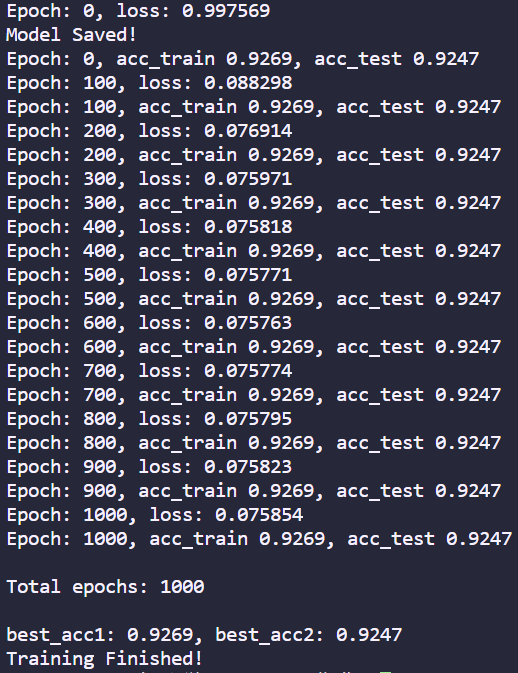 Epoch: 0, loss: 0.997569
Model Saved!
Epoch: 0, acc_train 0.9269, acc_test 0.9247
Epoch: 100, loss: 0.088298
Epoch: 100, acc_train 0.9269, acc_test 0.9247
Epoch: 200, loss: 0.076914
Epoch: 200, acc_train 0.9269, acc_test 0.9247
Epoch: 300, loss: 0.075971
Epoch: 300, acc_train 0.9269, acc_test 0.9247
Epoch: 400, loss: 0.075818
Epoch: 400, acc_train 0.9269, acc_test 0.9247
Epoch: 500, loss: 0.075771
Epoch: 500, acc_train 0.9269, acc_test 0.9247
Epoch: 600, loss: 0.075763
Epoch: 600, acc_train 0.9269, acc_test 0.9247
Epoch: 700, loss: 0.075774
Epoch: 700, acc_train 0.9269, acc_test 0.9247
Epoch: 800, loss: 0.075795
Epoch: 800, acc_train 0.9269, acc_test 0.9247
Epoch: 900, loss: 0.075823
Epoch: 900, acc_train 0.9269, acc_test 0.9247
Epoch: 1000, loss: 0.075854
Epoch: 1000, acc_train 0.9269, acc_test 0.9247
Total epochs: 1000
best_acc1: 0.9269, best_acc2: 0.9247
Training Finished!